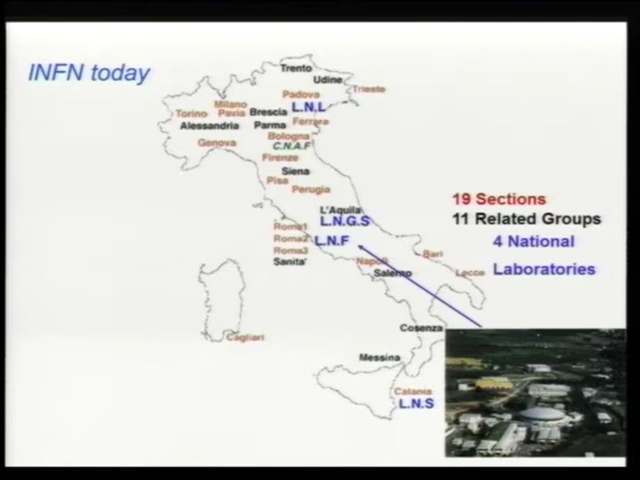 INFN today
Trento
Udine
Trieste
Padova
L.N.L
Milano
Torino
Pavia
Brescia
Alessandria
Parma
Ferrara
Genova
Bologna
C.N.A.F
Firenze
Siena
Pisa
Perugia
L'Aquila
L.N.G.S
Roma1
Roma2
L.N.F
Roma3
Sanita'
Napoli
Salerno
Bari
Lecce
19 Sections
11 Related Groups
4 National
Laboratories
Cagliari
Cosenza
Messina
Catania
L.N.S